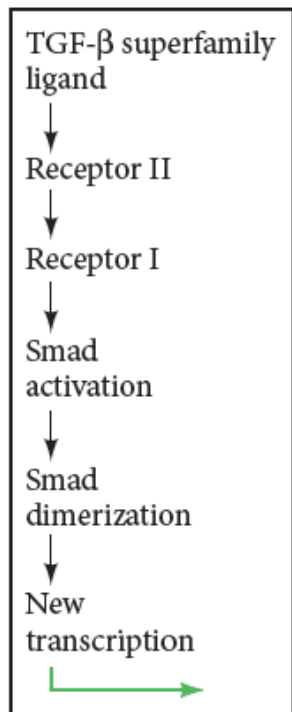 TGF-β superfamily
ligand
Receptor II
Receptor I
Smad
activation
Smad
dimerization
New
transcription